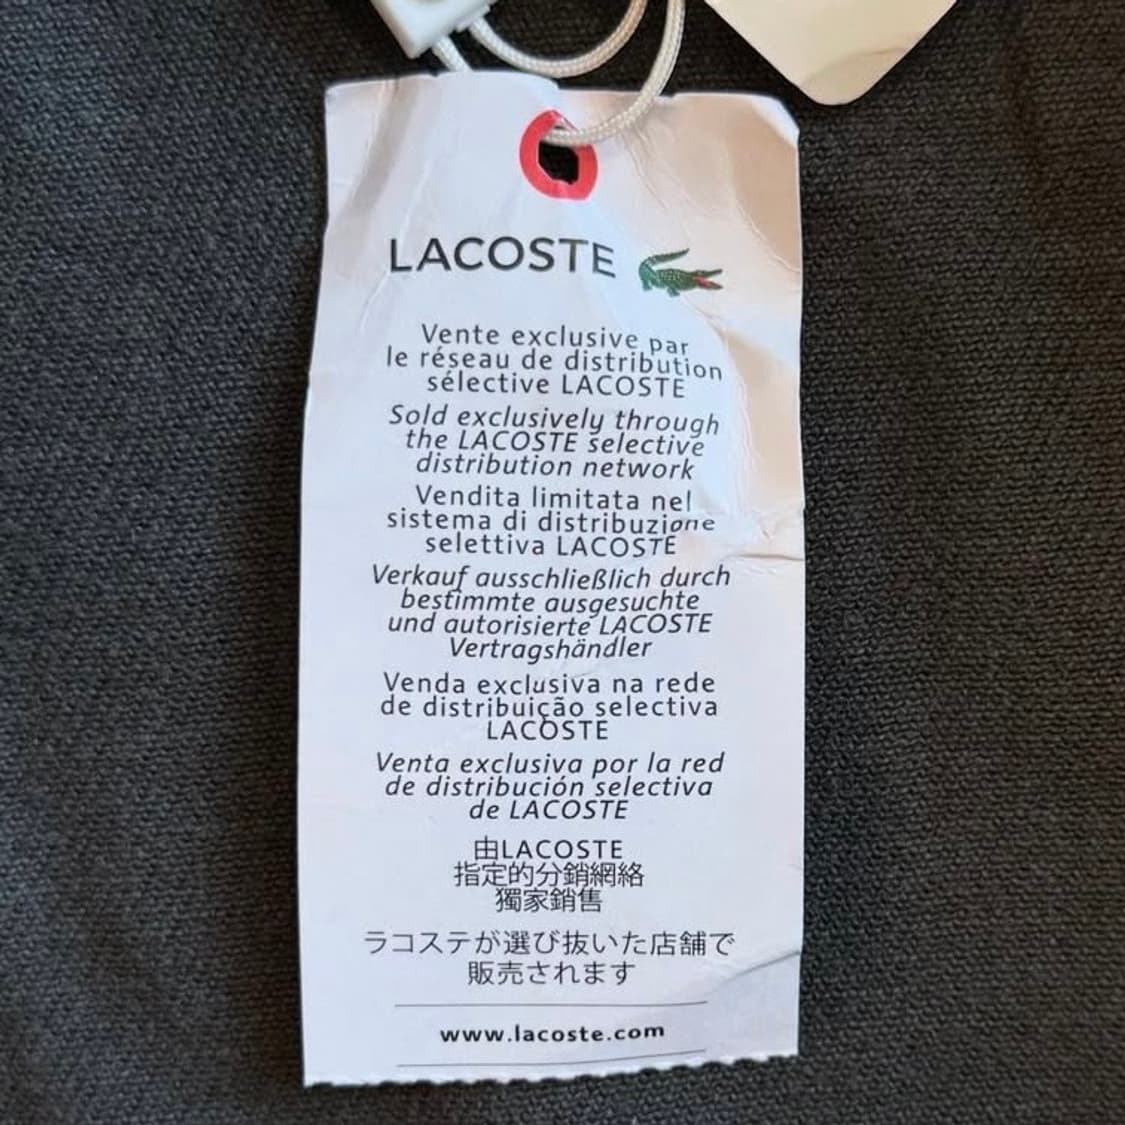 LACOSTE
Vente exclusive par
le réseau de distribution
sélective LACOSTE
Sold exclusively through
the LACOSTE selective
distribution network
Vendita limitata nel
sistema di distribuzione
selettiva LACOSTE
Verkauf ausschließlich durch
bestimmte ausgesuchte
und autorisierte LACOSTE
Vertragshändler
Venda exclusiva na rede
de distribuição selectiva
LACOSTE
Venta exclusiva por la red
de distribución selectiva
de LACOSTE
由LACOSTE
指定的分銷網絡
獨家銷售
ラコステが選び抜いた店舗で
販売されます
www.lacoste.com